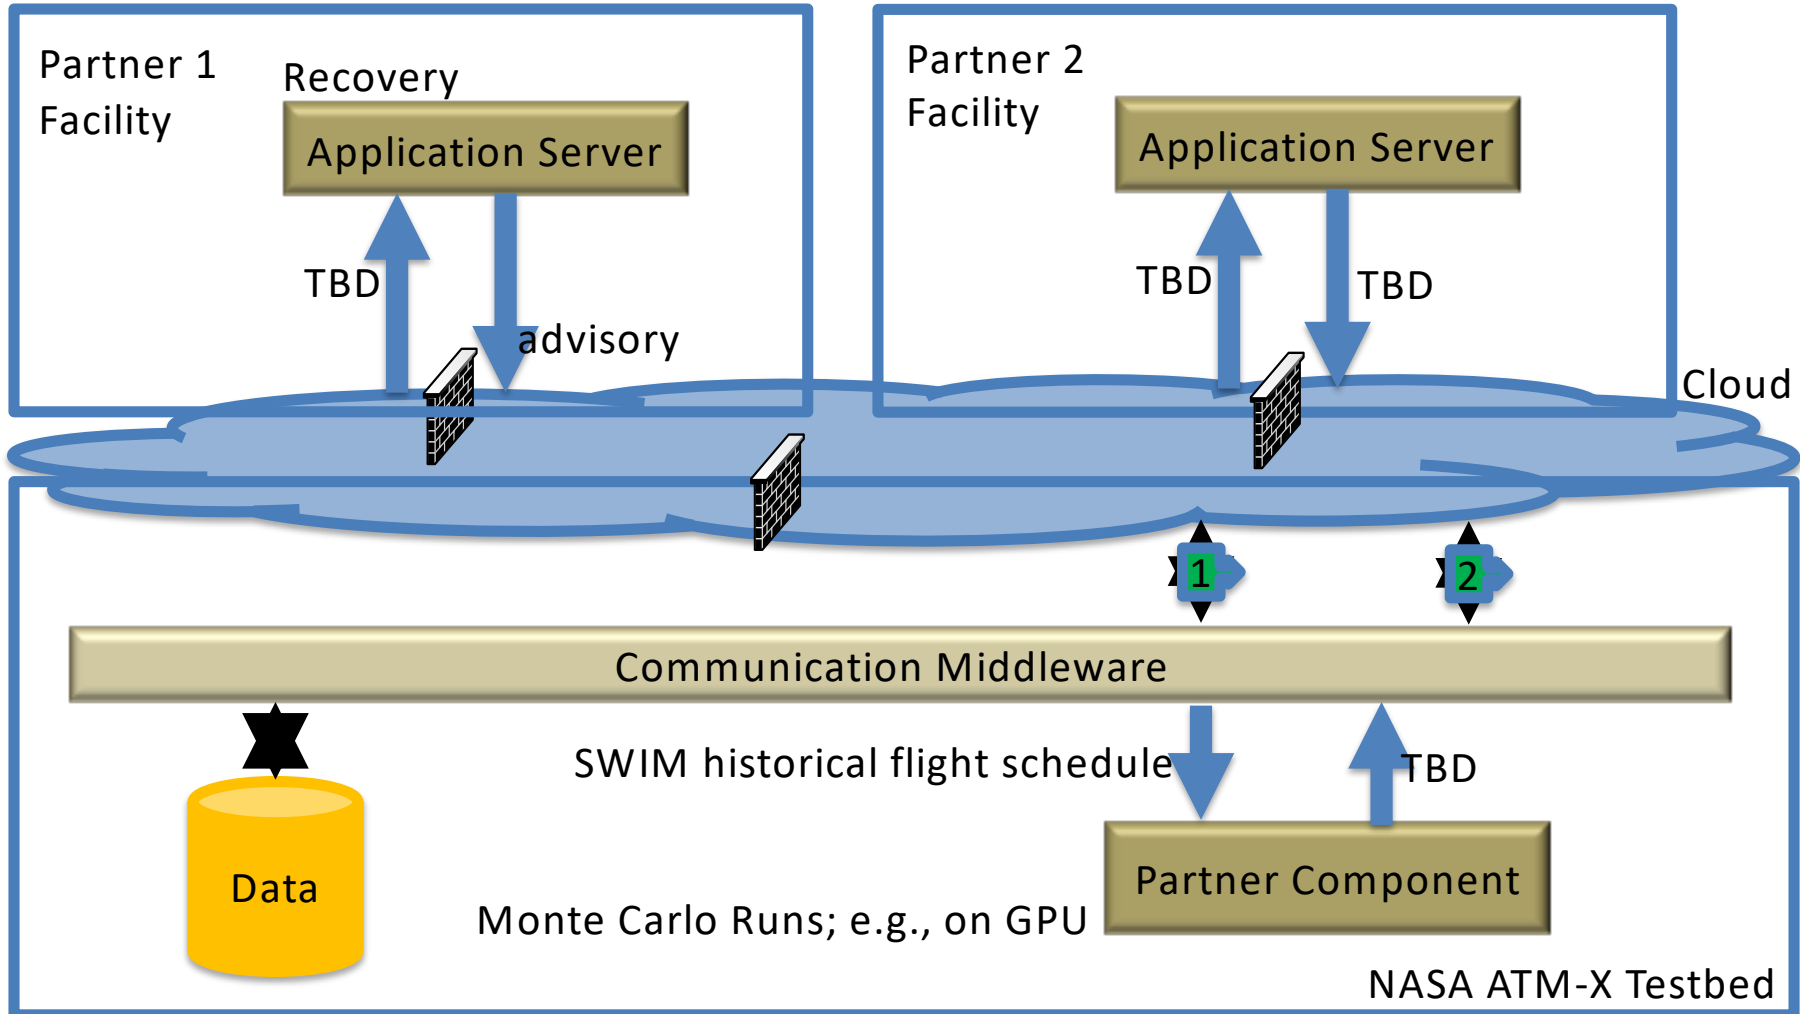 Partner 1
Facility
Recovery
Application Server
TBD
advisory
Partner 2
Facility
Application Server
TBD
TBD
Cloud
1
2
Communication Middleware
SWIM historical flight schedule
TBD
Data
Partner Component
Monte Carlo Runs; e.g., on GPU
NASA ATM-X Testbed